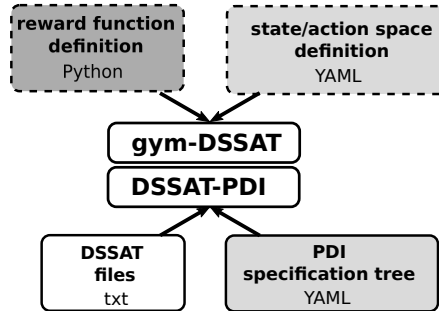 reward function
definition
Python
state/action space
definition
YAML
gym-DSSAT
DSSAT-PDI
DSSAT
files
txt
PDI
specification tree
YAML